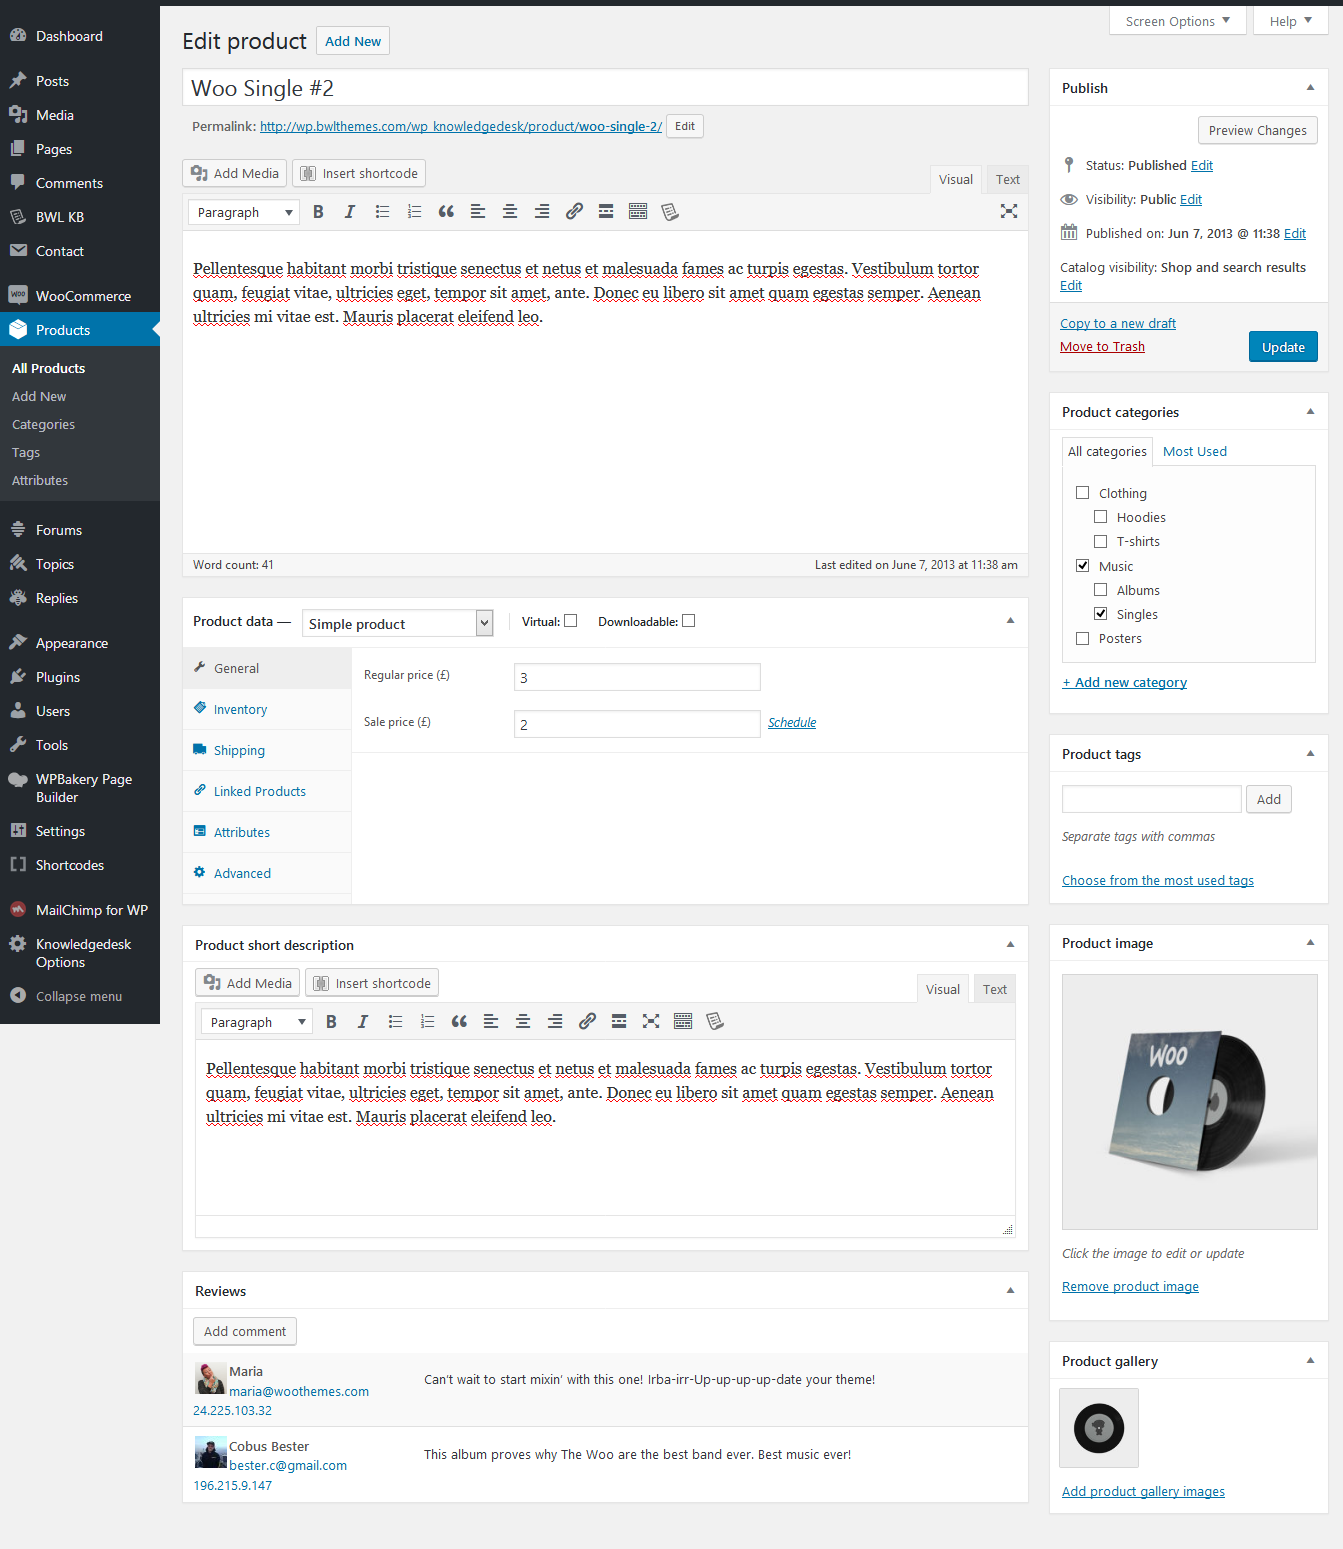 Screen Options
Help
Dashboard
Posts
Media
Pages
Comments
BWL KB
Contact
WooCommerce
Products
All Products
Add New
Categories
Tags
Attributes
Forums
Topics
Replies
Appearance
Plugins
Users
Tools
WPBakery Page
Builder
Settings
Shortcodes
MailChimp for WP
Knowledgedesk
Options
Collapse menu
Edit product Add New
Woo Single #2
Permalink: http://wp.bwlthemes.com/wp_knowledgedesk/product/woo-single-2/ Edit
Add Media Insert shortcode
Visual Text
Paragraph B I
Pellentesque habitant morbi tristique senectus et netus et malesuada fames ac turpis egestas. Vestibulum tortor
quam, feugiat vitae, ultricies eget, tempor sit amet, ante. Donec eu libero sit amet quam egestas semper. Aenean
ultricies mi vitae est. Mauris placerat eleifend leo.
Word count: 41 Last edited on June 7, 2013 at 11:38 am
Product data — Simple product Virtual: Downloadable:
General
Inventory
Shipping
Linked Products
Attributes
Advanced
Regular price (£) 3
Sale price (£) 2 Schedule
Product short description
Add Media Insert shortcode
Visual Text
Paragraph B I
Pellentesque habitant morbi tristique senectus et netus et malesuada fames ac turpis egestas. Vestibulum tortor
quam, feugiat vitae, ultricies eget, tempor sit amet, ante. Donec eu libero sit amet quam egestas semper. Aenean
ultricies mi vitae est. Mauris placerat eleifend leo.
Reviews
Add comment
Maria
maria@woothemes.com
24.225.103.32
Can't wait to start mixin' with this one! Irba-irr-Up-up-up-up-date your theme!
Cobus Bester
bester.c@gmail.com
196.215.9.147
This album proves why The Woo are the best band ever. Best music ever!
Publish
Preview Changes
Status: Published Edit
Visibility: Public Edit
Published on: Jun 7, 2013 @ 11:38 Edit
Catalog visibility: Shop and search results
Edit
Copy to a new draft
Move to Trash
Update
Product categories
All categories Most Used
Clothing
Hoodies
T-shirts
Music
Albums
Singles
Posters
+ Add new category
Product tags
Add
Separate tags with commas
Choose from the most used tags
Product image
WOO
Click the image to edit or update
Remove product image
Product gallery
Add product gallery images